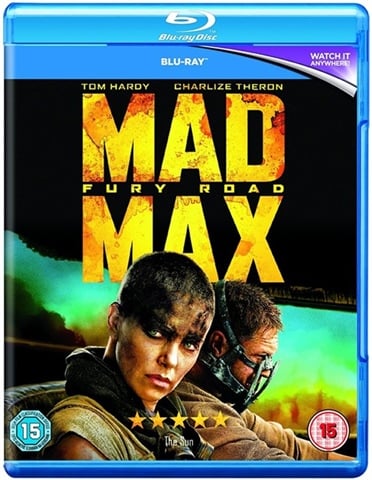 Blu-ray Disc
BLU-RAY™
WATCH IT
ANYWHERE!
TOM HARDY
CHARLIZE THERON
MAD
FURY ROAD
MAX
15
The Sun
15